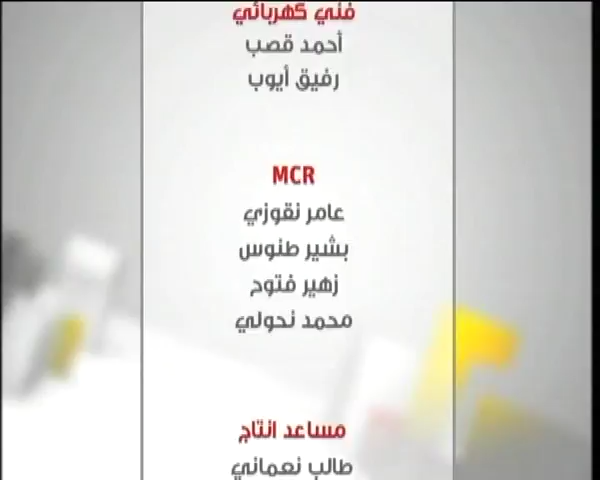 فني كهربائي
أحمد قصب
رفيق أيوب
MCR
عامر نقوزي
بشير طنوس
زهير فتوح
محمد نحولي
مساعد انتاج
طالب نعماني